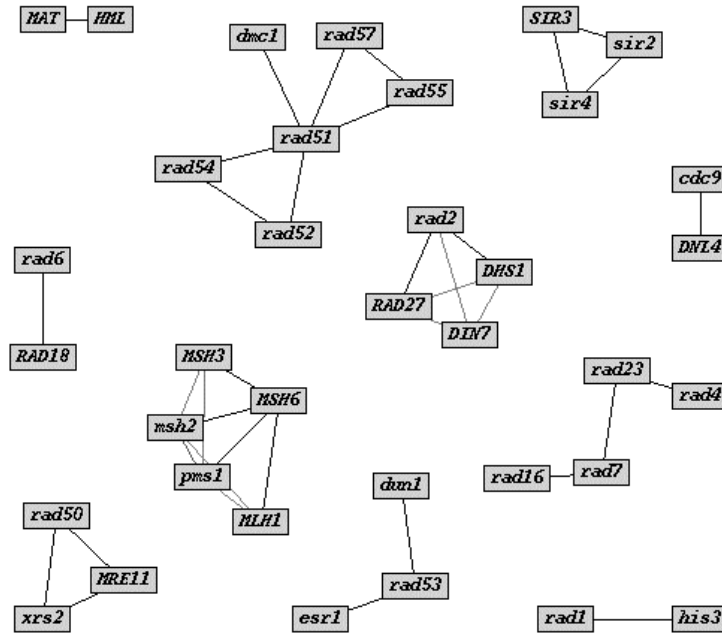 MAT
HML
SIR3
dmc1
rad57
sir2
rad55
sir4
rad51
rad54
cdc9
rad2
rad52
DNL4
rad6
DHS1
RAD27
DIN7
RAD18
MSH3
rad23
rad4
MSH6
msh2
pms1
rad7
rad16
dun1
rad50
MLH1
MRE11
rad53
xrs2
esr1
rad1
his3